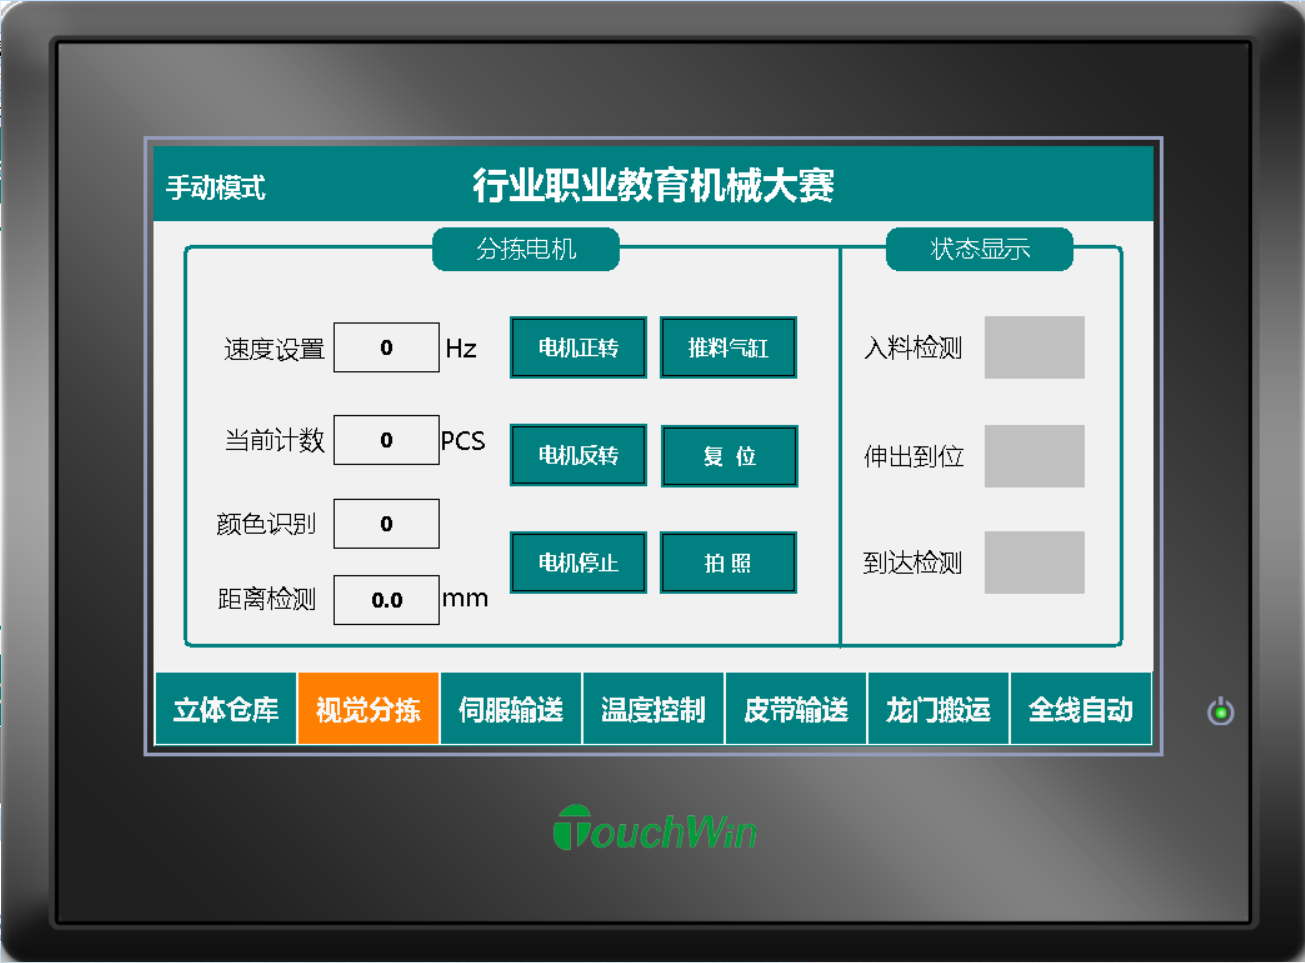 手动模式
行业职业教育机械大赛
分拣电机
状态显示
速度设置 0 Hz
电机正转
推料气缸
入料检测
当前计数 0 PCS
电机反转
复 位
伸出到位
颜色识别 0
电机停止
拍 照
到达检测
距离检测 0.0 mm
立体仓库
视觉分拣
伺服输送
温度控制
皮带输送
龙门搬运
全线自动
TouchWin